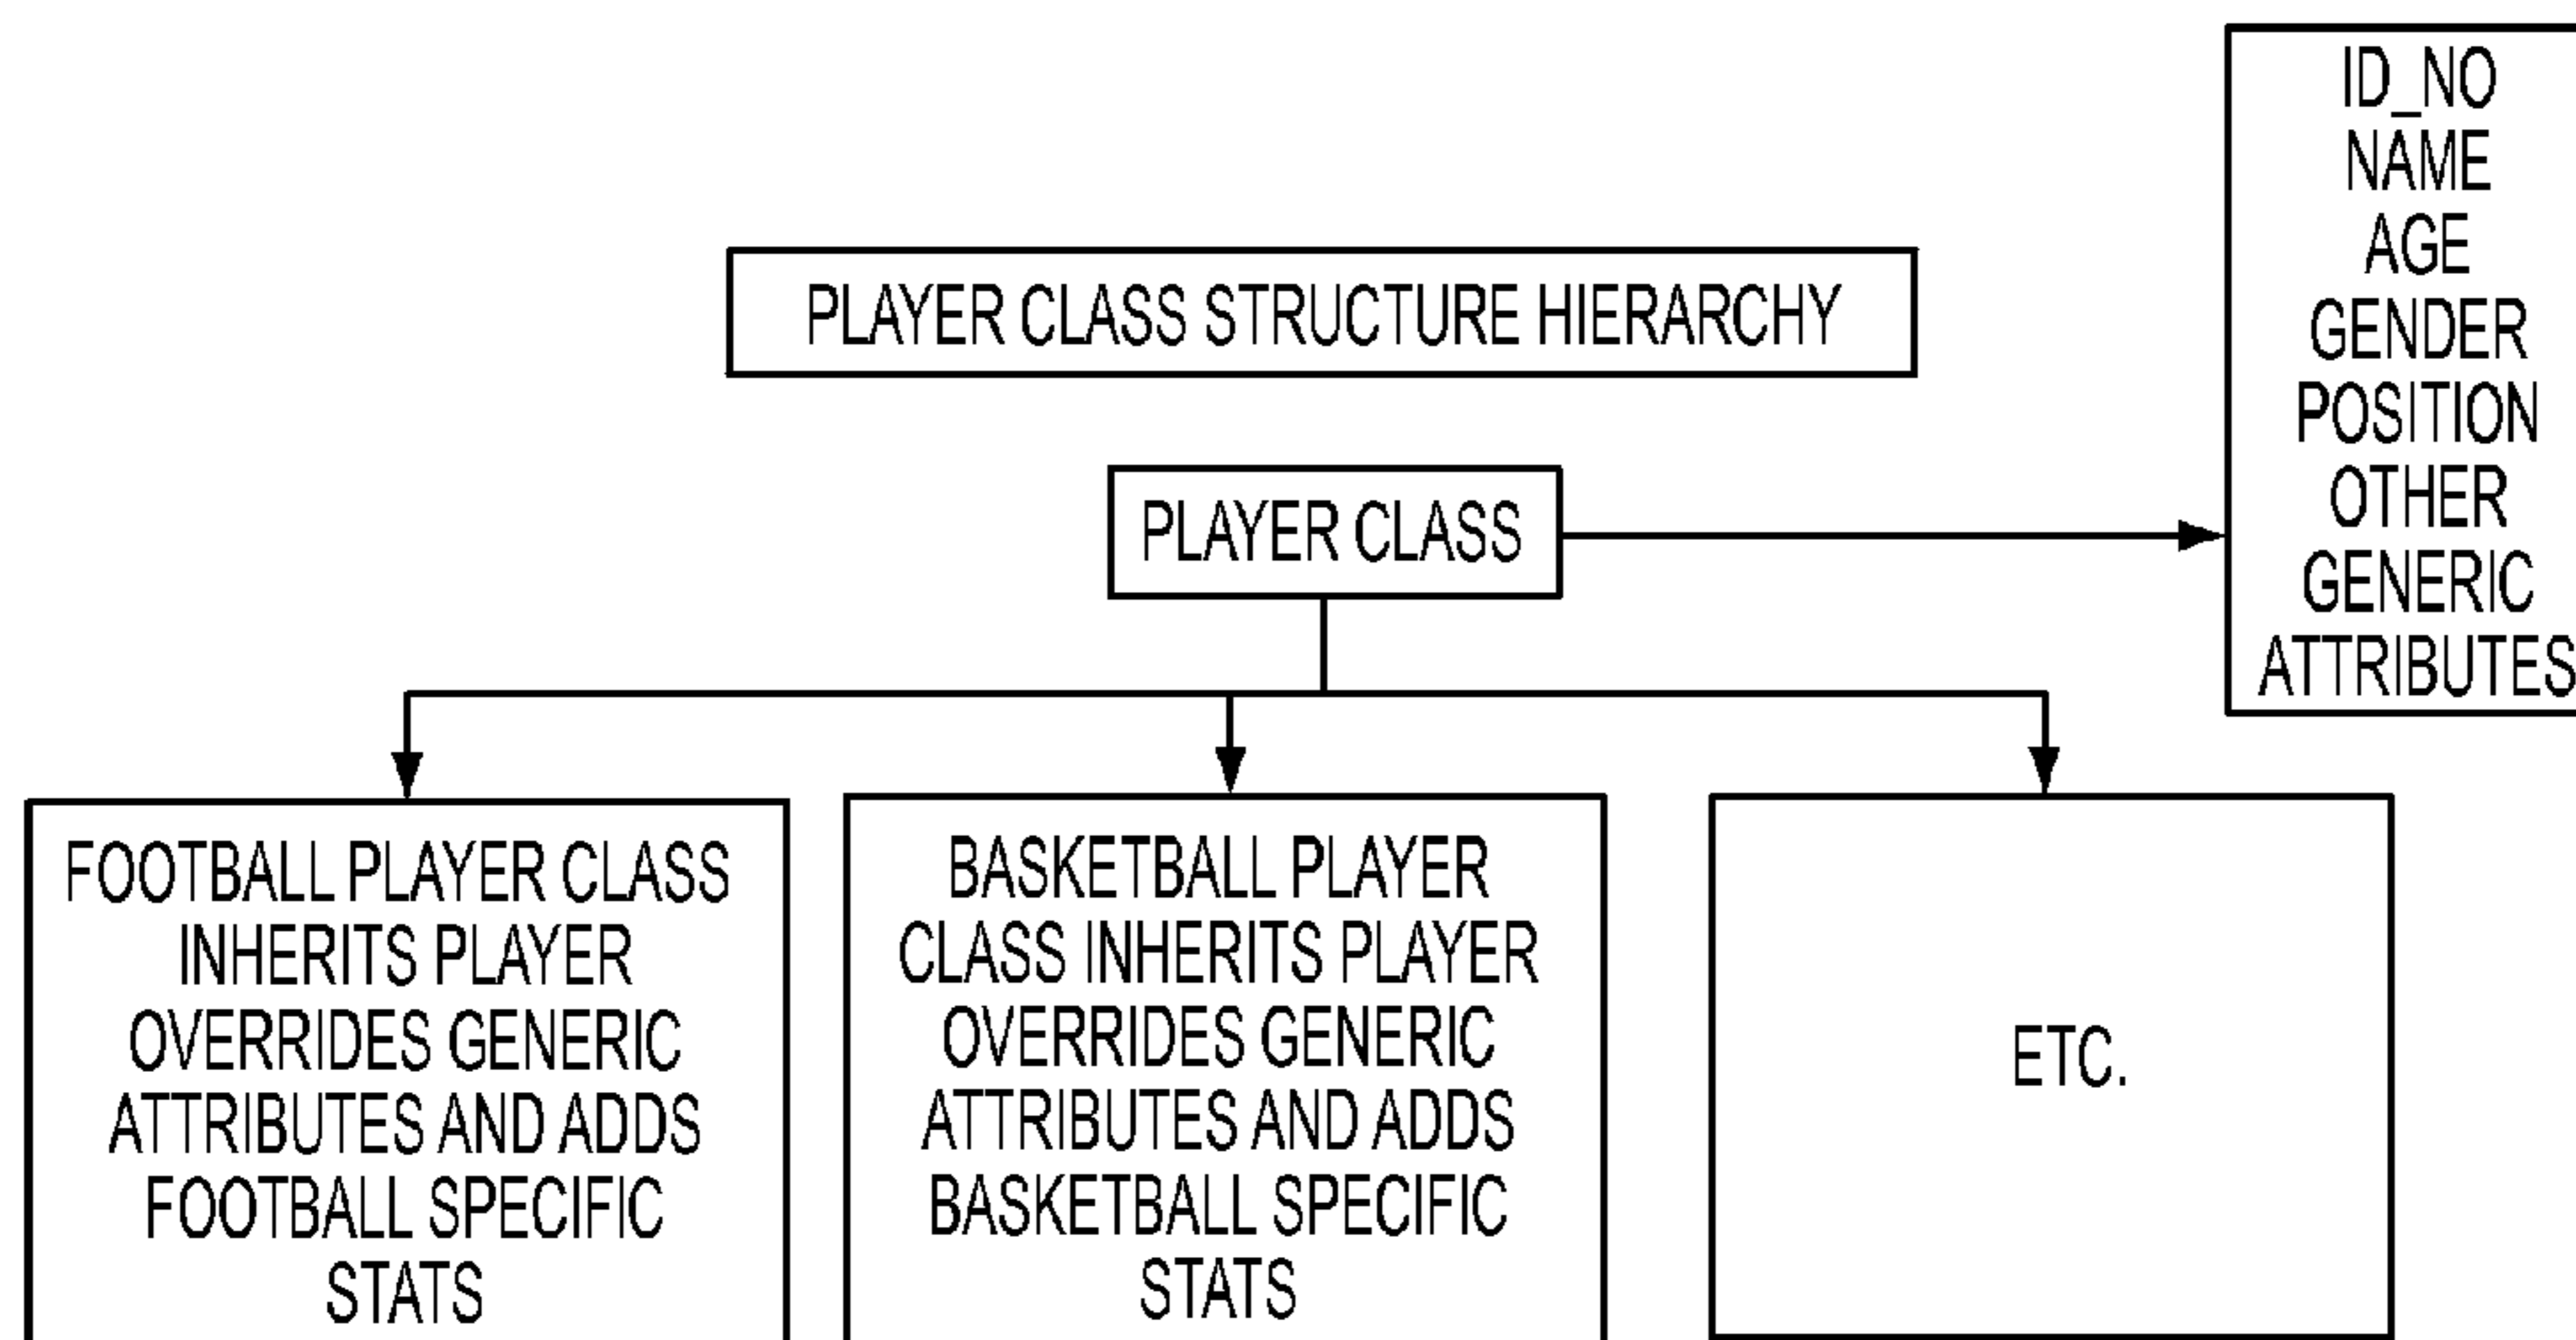 PLAYER CLASS STRUCTURE HIERARCHY
ID_NO
NAME
AGE
GENDER
POSITION
OTHER
GENERIC
ATTRIBUTES
PLAYER CLASS
FOOTBALL PLAYER CLASS
INHERITS PLAYER
OVERRIDES GENERIC
ATTRIBUTES AND ADDS
FOOTBALL SPECIFIC
STATS
BASKETBALL PLAYER
CLASS INHERITS PLAYER
OVERRIDES GENERIC
ATTRIBUTES AND ADDS
BASKETBALL SPECIFIC
STATS
ETC.